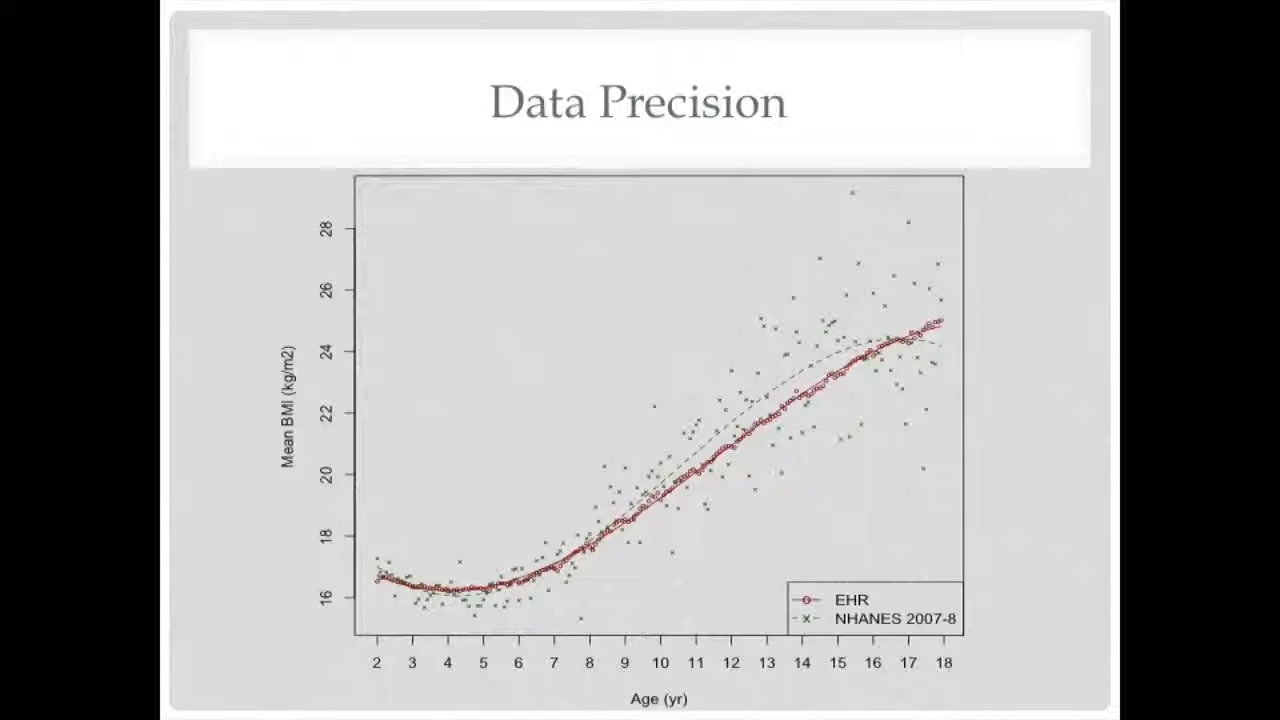 Data Precision
28
26
24
22
20
18
16
Mean BMI (kg/m2)
EHR
NHANES 2007-8
2 3 4 5 6 7 8 9 10 11 12 13 14 15 16 17 18
Age (yr)